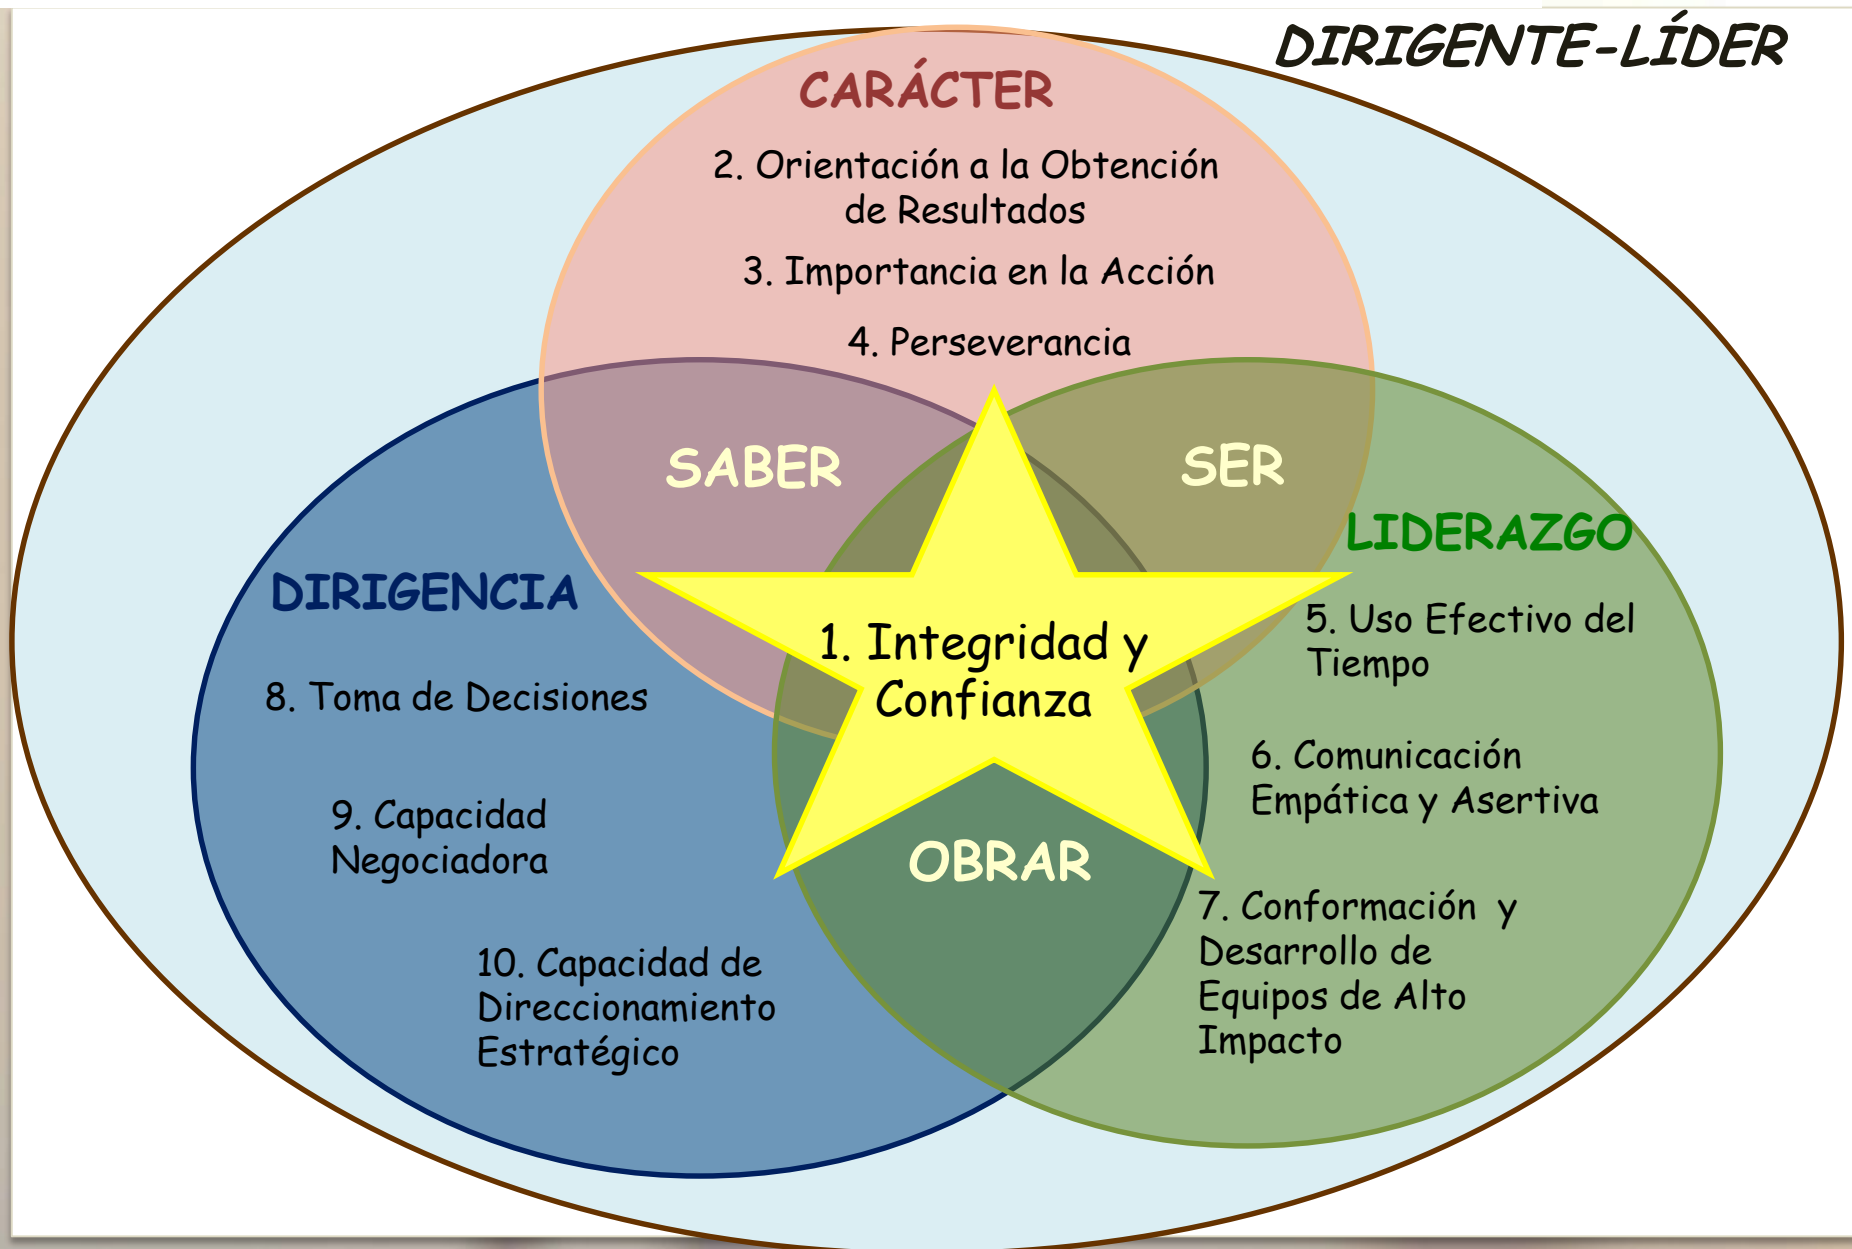 DIRIGENTE-LÍDER
CARÁCTER
2. Orientación a la Obtención
de Resultados
3. Importancia en la Acción
4. Perseverancia
SABER
SER
LIDERAZGO
DIRIGENCIA
1. Integridad y
Confianza
5. Uso Efectivo del
Tiempo
6. Comunicación
Empática y Asertiva
7. Conformación y
Desarrollo de
Equipos de Alto
Impacto
8. Toma de Decisiones
9. Capacidad
Negociadora
10. Capacidad de
Direccionamiento
Estratégico
OBRAR